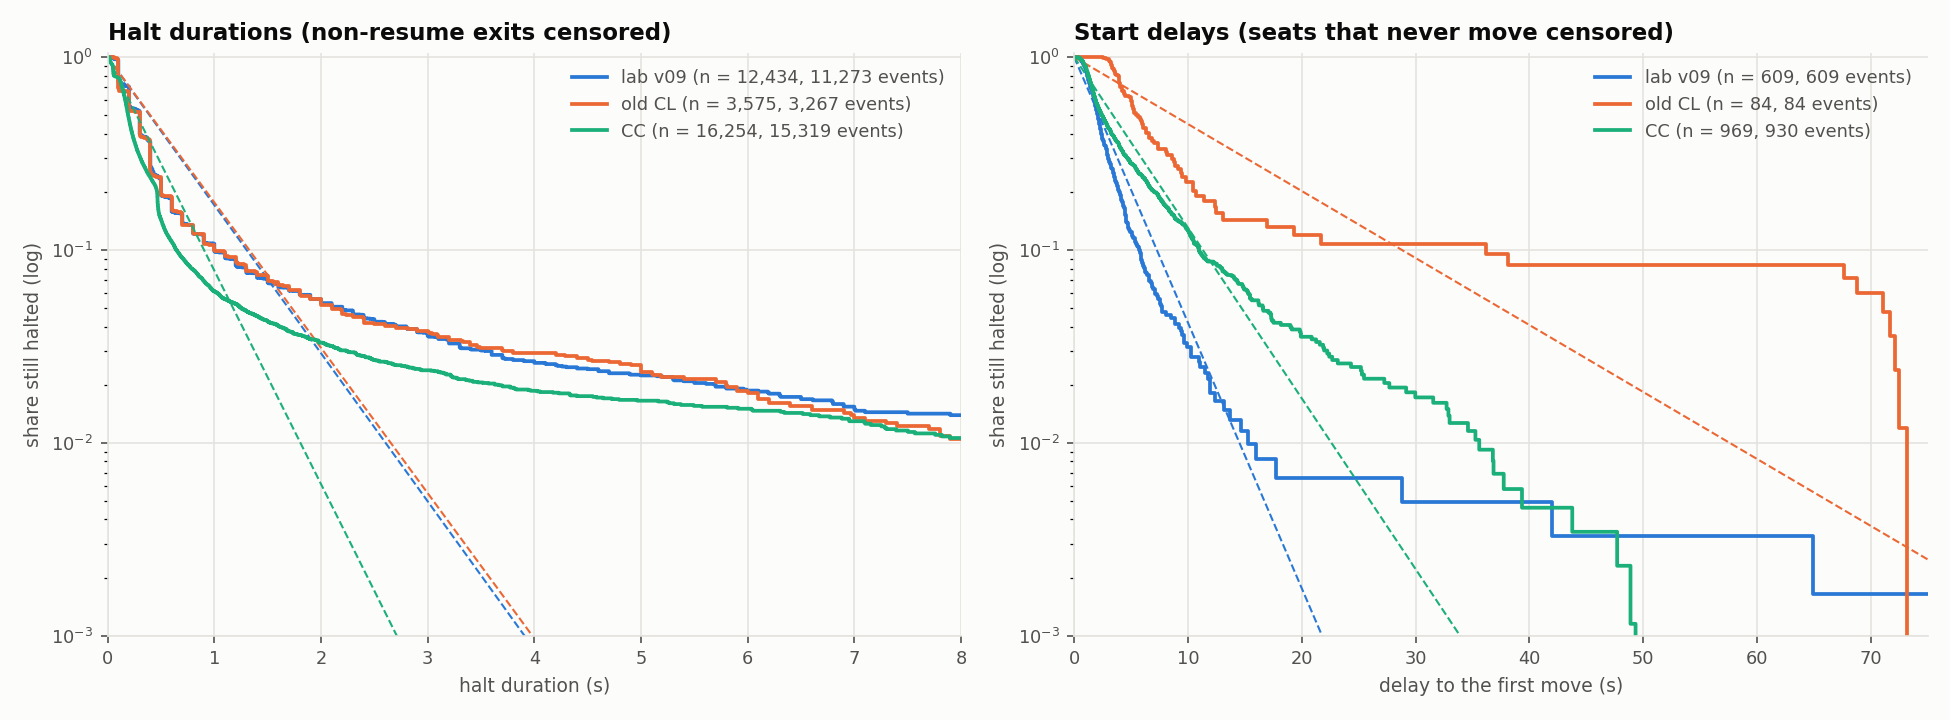 Halt durations (non-resume exits censored)
share still halted (log)
10⁰
10⁻¹
10⁻²
10⁻³
lab v09 (n = 12,434, 11,273 events)
old CL (n = 3,575, 3,267 events)
CC (n = 16,254, 15,319 events)
0 1 2 3 4 5 6 7 8
halt duration (s)
Start delays (seats that never move censored)
share still halted (log)
10⁰
10⁻¹
10⁻²
10⁻³
lab v09 (n = 609, 609 events)
old CL (n = 84, 84 events)
CC (n = 969, 930 events)
0 10 20 30 40 50 60 70
delay to the first move (s)